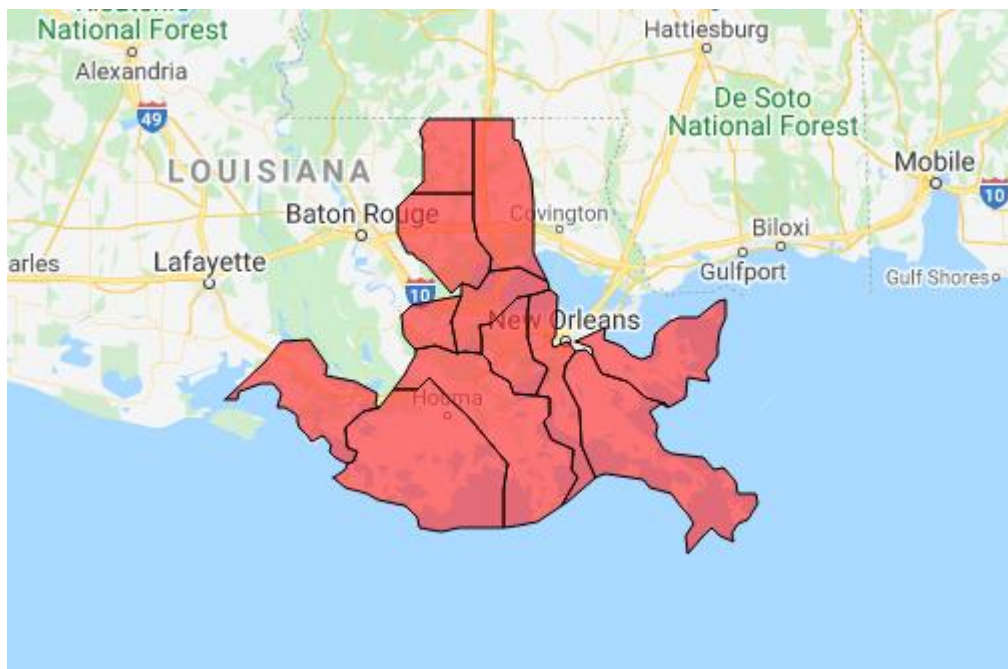 National Forest
Alexandria
49
LOUISIANA
Hattiesburg
De Soto
National Forest
Mobile
10
Baton Rouge
Covington
Biloxi
arles
Lafayette
Gulfport
Gulf Shores
10
New Orleans
Houma